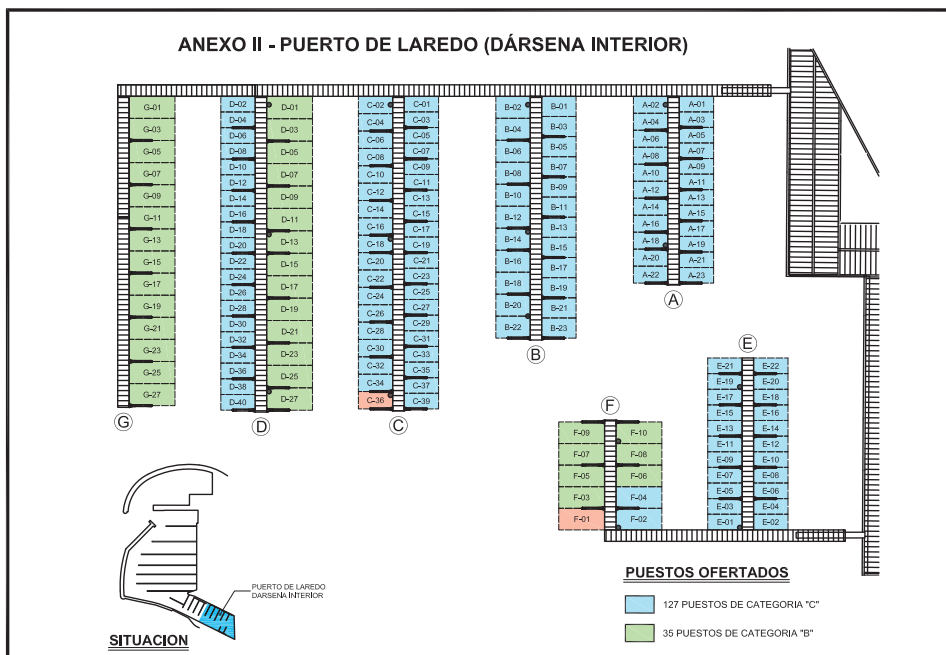 ANEXO II - PUERTO DE LAREDO (DÁRSENA INTERIOR)
G-01
G-03
G-05
G-07
G-09
G-11
G-13
G-15
G-17
G-19
G-21
G-23
G-25
G-27
G
D-02
D-04
D-06
D-08
D-10
D-12
D-14
D-16
D-18
D-20
D-22
D-24
D-26
D-28
D-30
D-32
D-34
D-36
D-38
D-40
D-01
D-03
D-05
D-07
D-09
D-11
D-13
D-15
D-17
D-19
D-21
D-23
D-25
D-27
D
C-02
C-04
C-06
C-08
C-10
C-12
C-14
C-16
C-18
C-20
C-22
C-24
C-26
C-28
C-30
C-32
C-34
C-36
C-01
C-03
C-05
C-07
C-09
C-11
C-13
C-15
C-17
C-19
C-21
C-23
C-25
C-27
C-29
C-31
C-33
C-35
C-37
C-39
C
B-02
B-04
B-06
B-08
B-10
B-12
B-14
B-16
B-18
B-20
B-22
B-01
B-03
B-05
B-07
B-09
B-11
B-13
B-15
B-17
B-19
B-21
B-23
B
A-02
A-04
A-06
A-08
A-10
A-12
A-14
A-16
A-18
A-20
A-22
A-01
A-03
A-05
A-07
A-09
A-11
A-13
A-15
A-17
A-19
A-21
A-23
A
E
E-21
E-19
E-17
E-15
E-13
E-11
E-09
E-07
E-05
E-03
E-01
E-22
E-20
E-18
E-16
E-14
E-12
E-10
E-08
E-06
E-04
E-02
F
F-09
F-07
F-05
F-03
F-01
F-10
F-08
F-06
F-04
F-02
PUERTO DE LAREDO
DARSENA INTERIOR
SITUACION
PUESTOS OFERTADOS
127 PUESTOS DE CATEGORIA "C"
35 PUESTOS DE CATEGORIA "B"